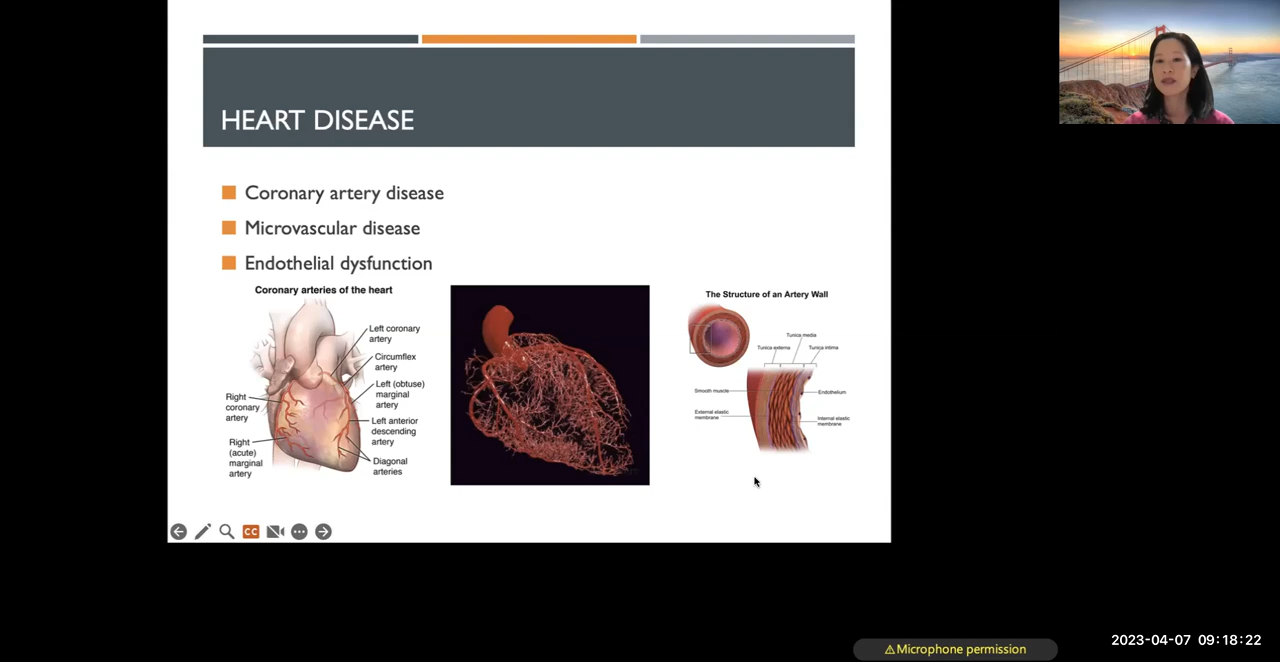 HEART DISEASE
Coronary artery disease
Microvascular disease
Endothelial dysfunction
Coronary arteries of the heart
Left coronary
artery
Circumflex
artery
Left (obtuse)
marginal
artery
Left anterior
descending
artery
Diagonal
arteries
Right
coronary
artery
Right
(acute)
marginal
artery
The Structure of an Artery Wall
Tunica media
Tunica externa
Tunica intima
Smooth muscle
Endothelium
External elastic
membrane
Internal elastic
membrane
CC
⚠Microphone permission
2023-04-07 09:18:22